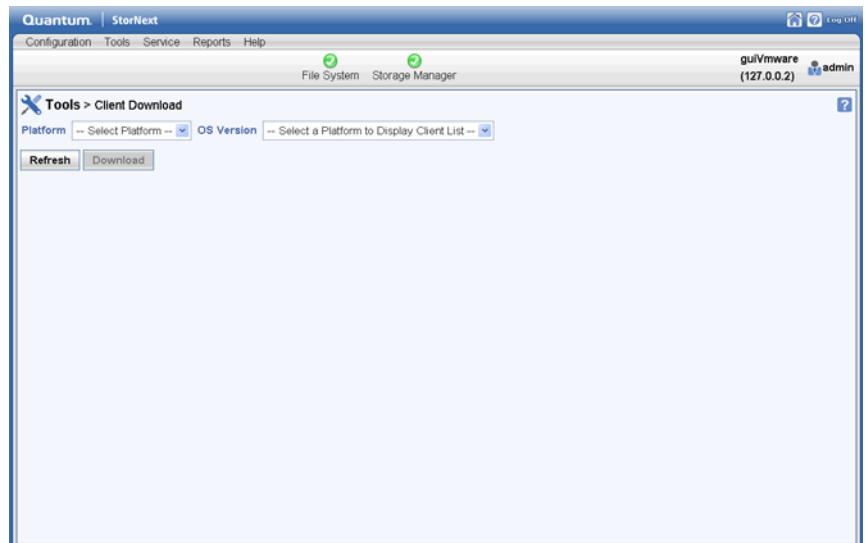 Quantum. StorNext Log Off
Configuration Tools Service Reports Help
File System Storage Manager
guiVmware
(127.0.0.2)
admin
Tools > Client Download
Platform -- Select Platform -- OS Version -- Select a Platform to Display Client List --
Refresh Download